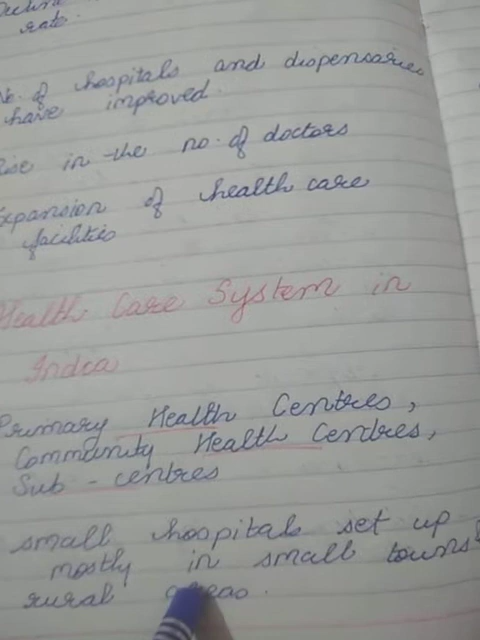 rate.
No. of hospitals and dispensaries
have improved.
Rise in the no. of doctors
Expansion of health care
facilities
Health Care System in
India
Primary Health Centres,
Community Health Centres,
Sub-centres
small hospitals set up
mostly in small towns &
rural areas.